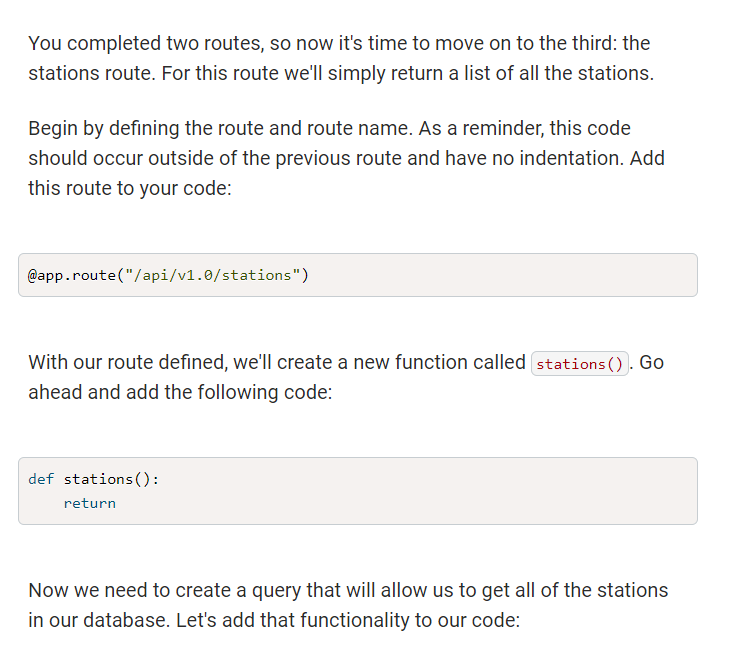 You completed two routes, so now it's time to move on to the third: the
stations route. For this route we'll simply return a list of all the stations.
Begin by defining the route and route name. As a reminder, this code
should occur outside of the previous route and have no indentation. Add
this route to your code:
@app.route("/api/v1.0/stations")
With our route defined, we'll create a new function called stations(). Go
ahead and add the following code:
def stations():
    return
Now we need to create a query that will allow us to get all of the stations
in our database. Let's add that functionality to our code: